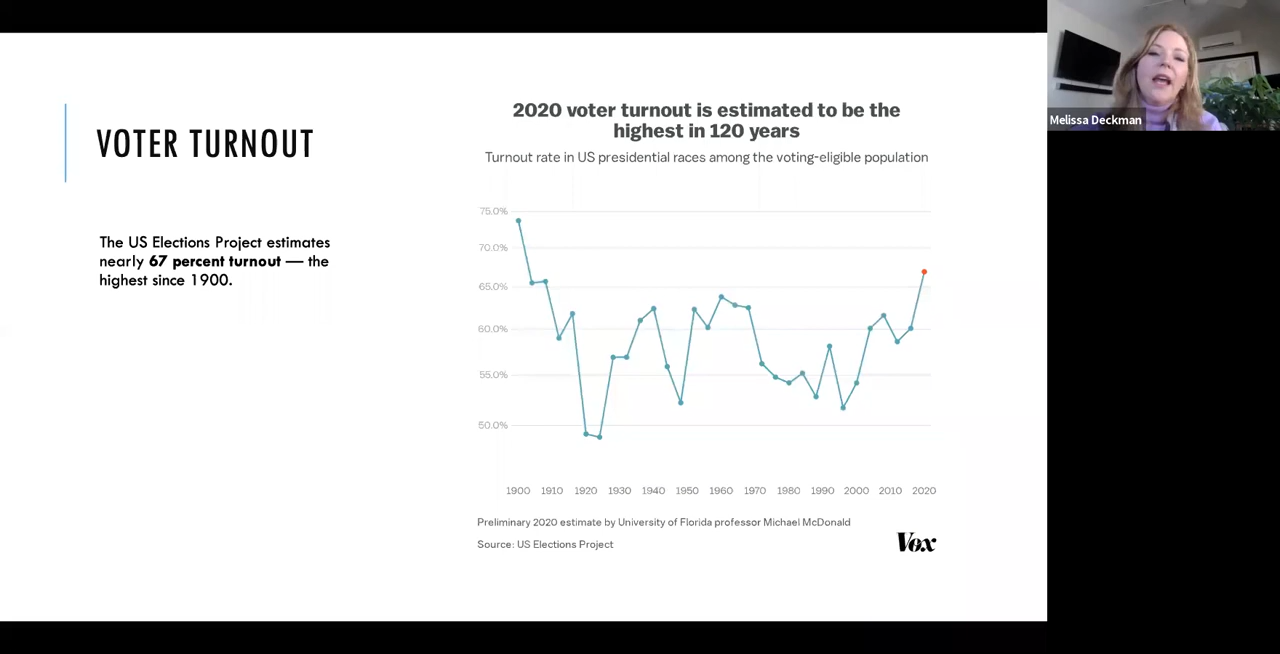 VOTER TURNOUT
The US Elections Project estimates
nearly 67 percent turnout — the
highest since 1900.
2020 voter turnout is estimated to be the
highest in 120 years
Turnout rate in US presidential races among the voting-eligible population
75.0%
70.0%
65.0%
60.0%
55.0%
50.0%
1900 1910 1920 1930 1940 1950 1960 1970 1980 1990 2000 2010 2020
Preliminary 2020 estimate by University of Florida professor Michael McDonald
Source: US Elections Project
Vox
Melissa Deckman